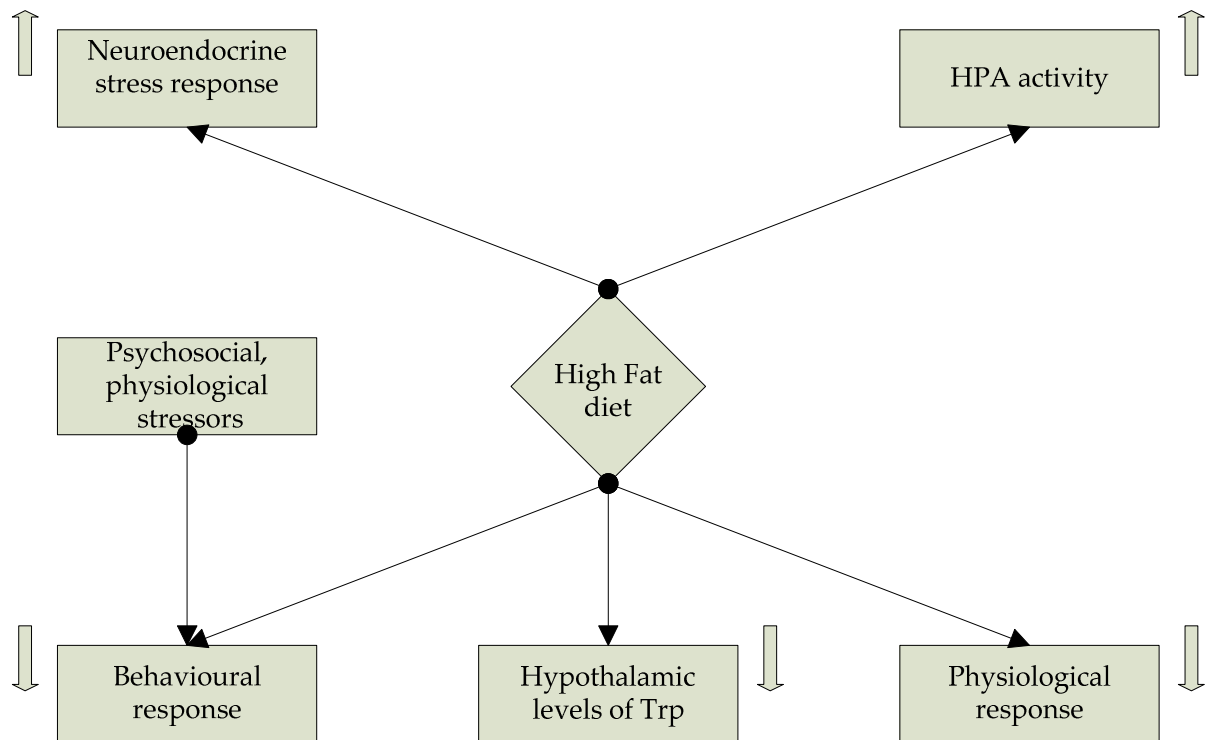 Neuroendocrine
stress response
HPA activity
Psychosocial,
physiological
stressors
High Fat
diet
Behavioural
response
Hypothalamic
levels of Trp
Physiological
response